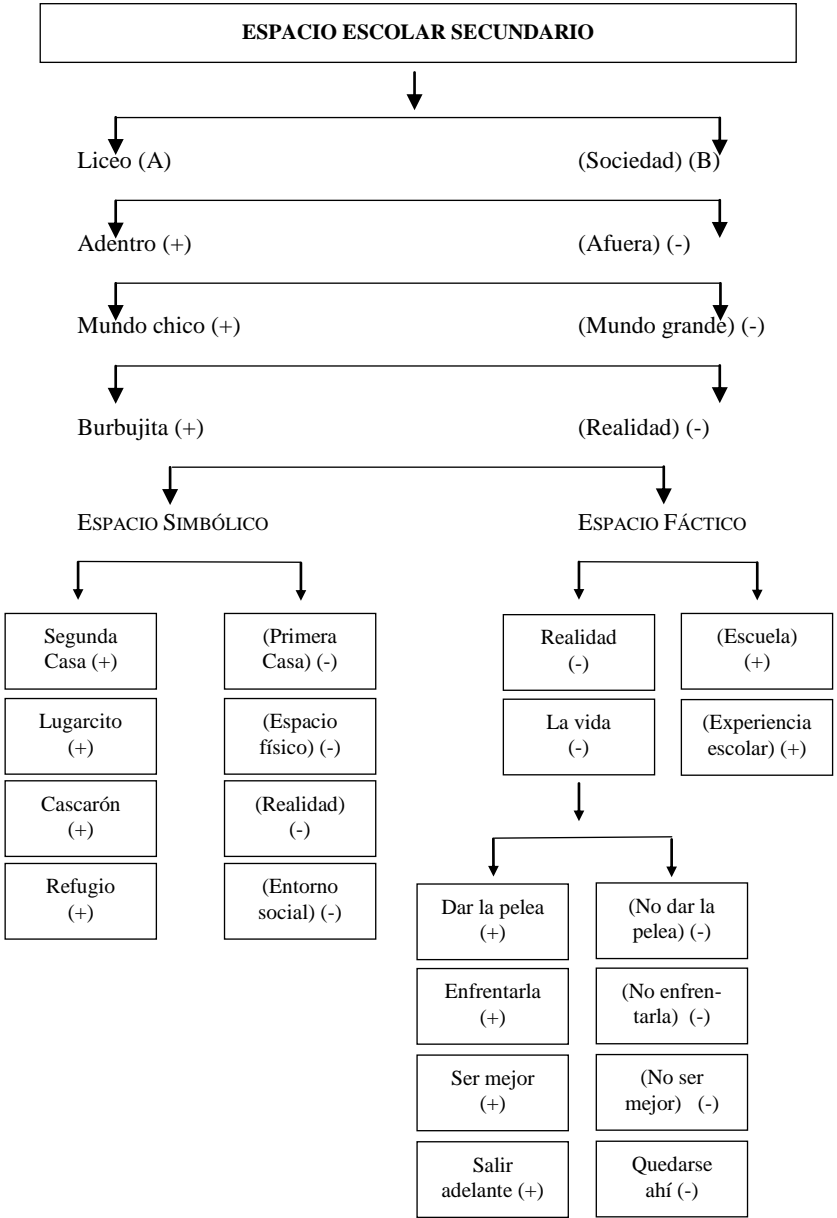 ESPACIO ESCOLAR SECUNDARIO
Liceo (A)
(Sociedad) (B)
Adentro (+)
(Afuera) (-)
Mundo chico (+)
(Mundo grande) (-)
Burbujita (+)
(Realidad) (-)
ESPACIO SIMBÓLICO
ESPACIO FÁCTICO
Segunda
Casa (+)
(Primera
Casa) (-)
Realidad
(-)
(Escuela)
(+)
Lugarcito
(+)
(Espacio
físico) (-)
La vida
(-)
(Experiencia
escolar) (+)
Cascarón
(+)
(Realidad)
(-)
Refugio
(+)
(Entorno
social) (-)
Dar la pelea
(+)
(No dar la
pelea) (-)
Enfrentarla
(+)
(No enfren-
tarla) (-)
Ser mejor
(+)
(No ser
mejor) (-)
Salir
adelante (+)
Quedarse
ahí (-)